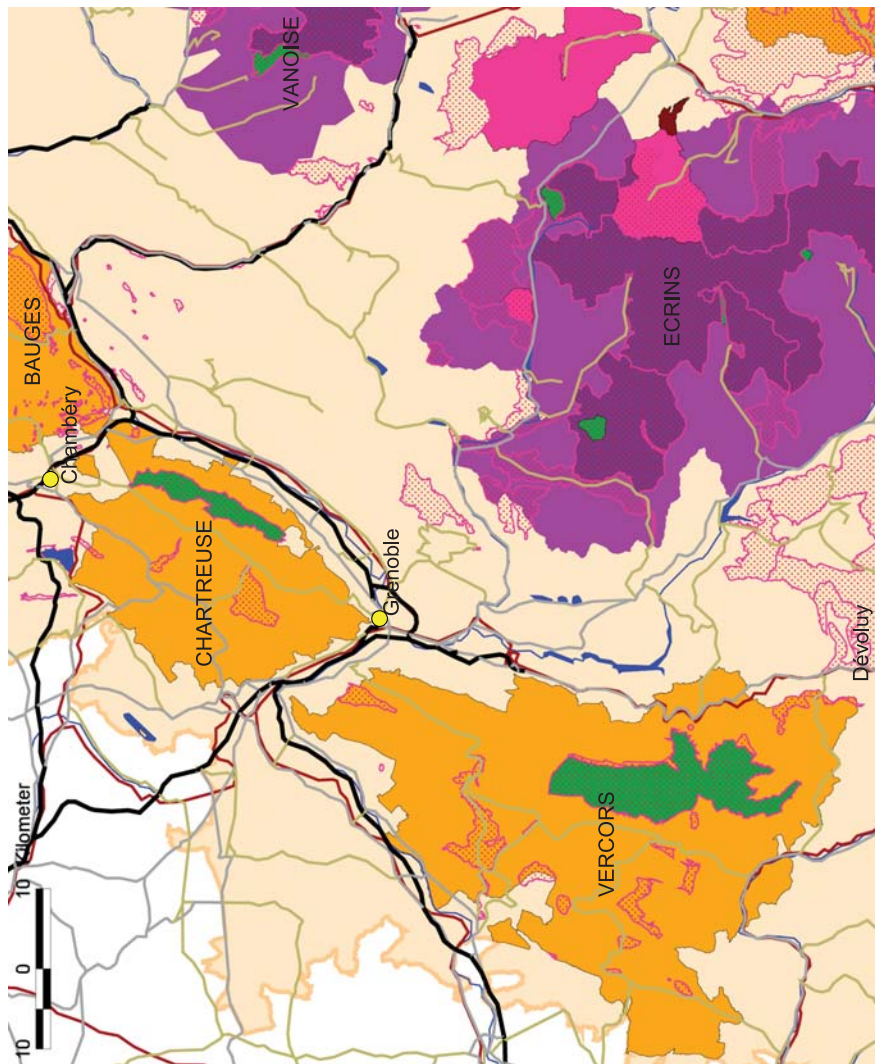 VANOISE
ECRINS
BAUGES
Chambéry
CHARTREUSE
Grenoble
Dévoluy
VERCORS
10 0 10 Kilometer